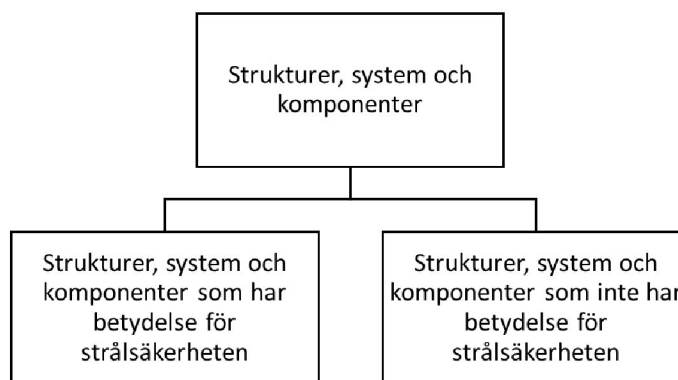 Strukturer, system och
komponenter
Strukturer, system och
komponenter som har
betydelse för
strålsäkerheten
Strukturer, system och
komponenter som inte har
betydelse för
strålsäkerheten